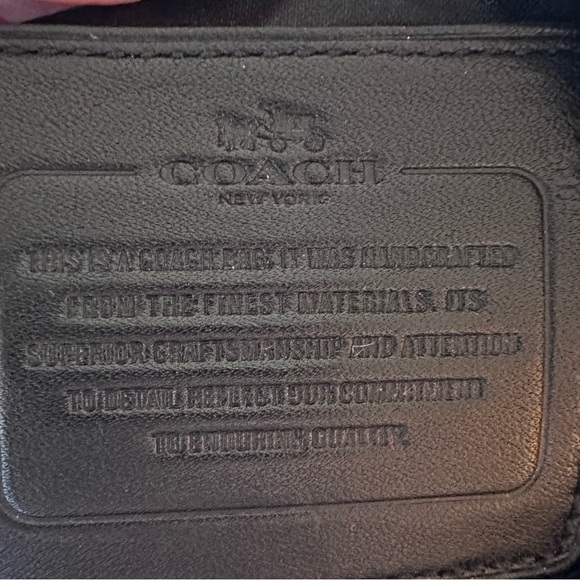 COACH
NEW YORK
THIS IS A COACH BAG. IT WAS HANDCRAFTED
FROM THE FINEST MATERIALS. ITS
SUPERIOR CRAFTSMANSHIP AND ATTENTION
TO DETAIL REFLECT OUR COMMITMENT
TO ENDURING QUALITY.